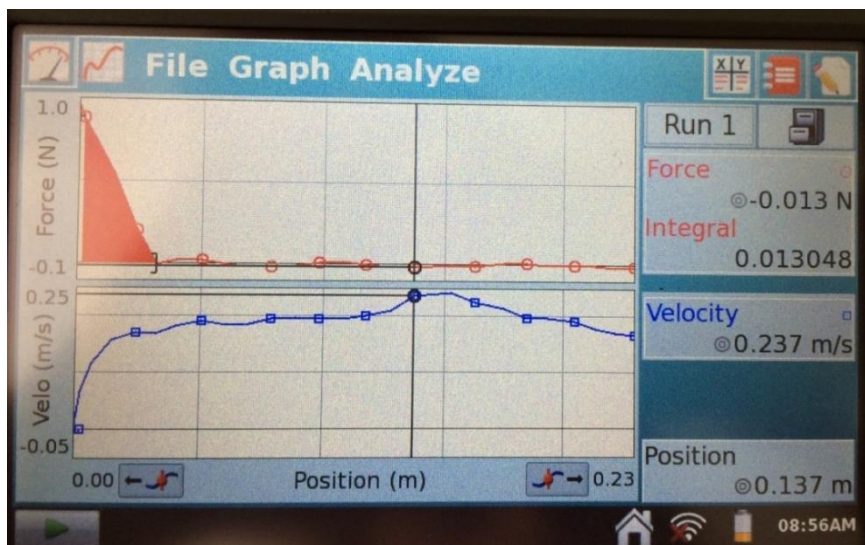 File Graph Analyze
X Y
1.0
Force (N)
-0.1
0.25
Velo (m/s)
-0.05
0.00
Position (m)
0.23
Run 1
Force
-0.013 N
Integral
0.013048
Velocity
0.237 m/s
Position
0.137 m
08:56AM